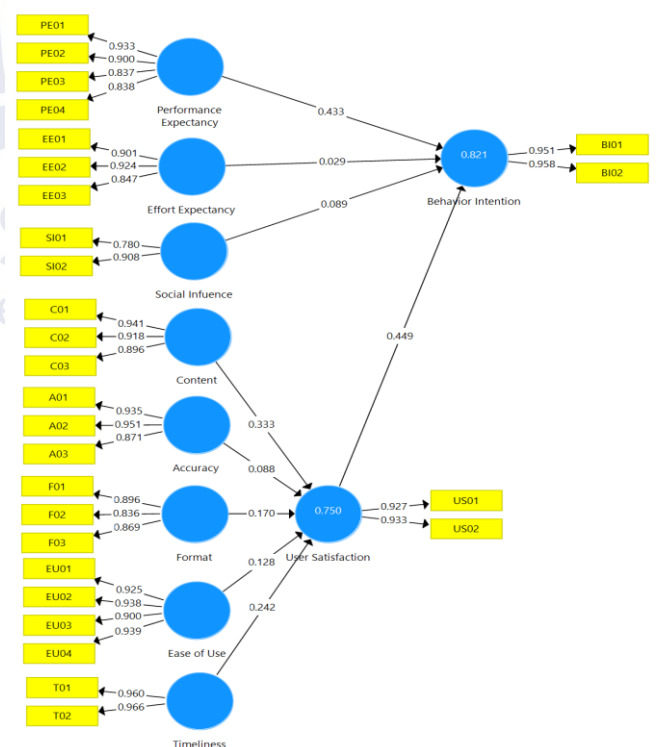 PE01
PE02
PE03
PE04
0.933
0.900
0.837
0.838
Performance
Expectancy
0.433
EE01
EE02
EE03
0.901
0.924
0.847
Effort Expectancy
0.029
SI01
SI02
0.780
0.908
Social Infuence
0.089
0.821
Behavior Intention
0.951
0.958
BI01
BI02
C01
C02
C03
0.941
0.918
0.896
Content
0.333
0.449
A01
A02
A03
0.935
0.951
0.871
Accuracy
0.088
F01
F02
F03
0.896
0.836
0.869
Format
0.170
0.750
User Satisfaction
0.927
0.933
US01
US02
EU01
EU02
EU03
EU04
0.925
0.938
0.900
0.939
Ease of Use
0.128
0.242
T01
T02
0.960
0.966
Timeliness